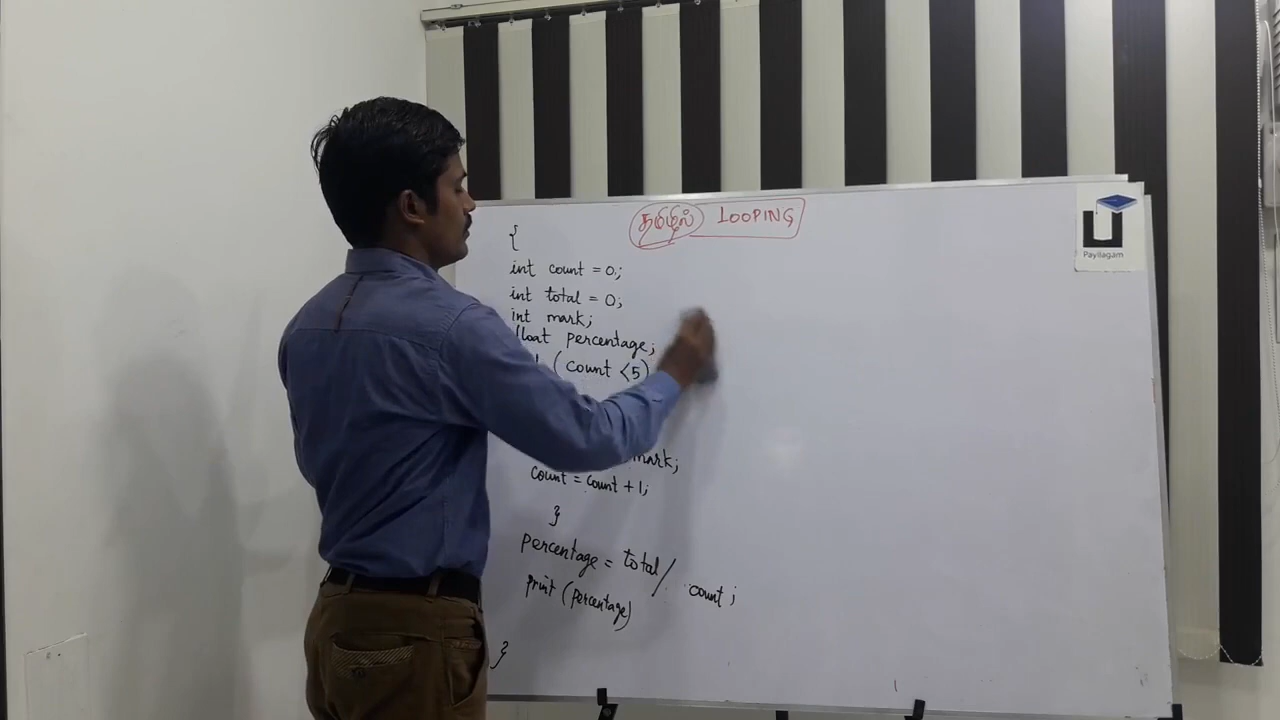 தமிழில் LOOPING
Payilagam
{
int count = 0;
int total = 0;
int mark;
float percentage;
(count <5)
mark;
count = count + 1;
}
percentage = total / count;
print (percentage)
}